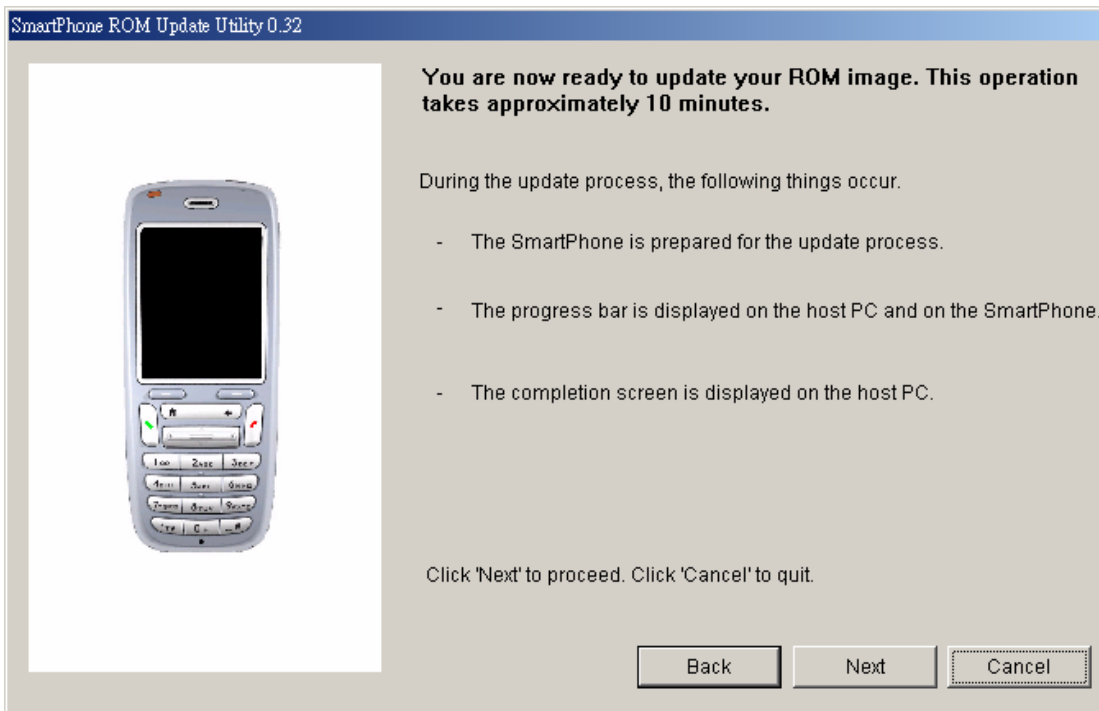 SmartPhone ROM Update Utility 0.32
You are now ready to update your ROM image. This operation
takes approximately 10 minutes.
During the update process, the following things occur.
- The SmartPhone is prepared for the update process.
- The progress bar is displayed on the host PC and on the SmartPhone.
- The completion screen is displayed on the host PC.
Click 'Next' to proceed. Click 'Cancel' to quit.
Back Next Cancel